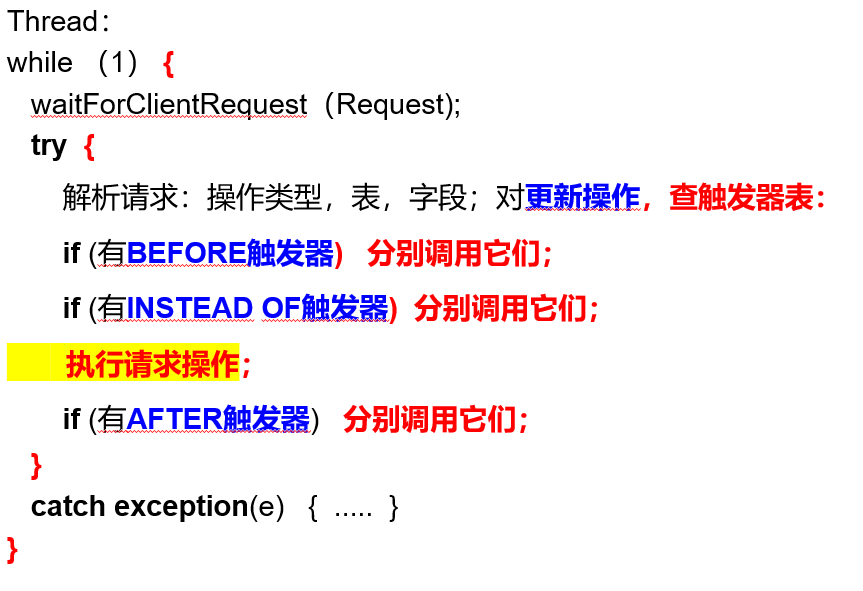 Thread：
while （1） {
waitForClientRequest（Request);
try {
解析请求：操作类型，表，字段；对更新操作，查触发器表：
if (有BEFORE触发器) 分别调用它们；
if (有INSTEAD OF触发器) 分别调用它们；
执行请求操作；
if (有AFTER触发器) 分别调用它们；
}
catch exception(e) { ..... }
}